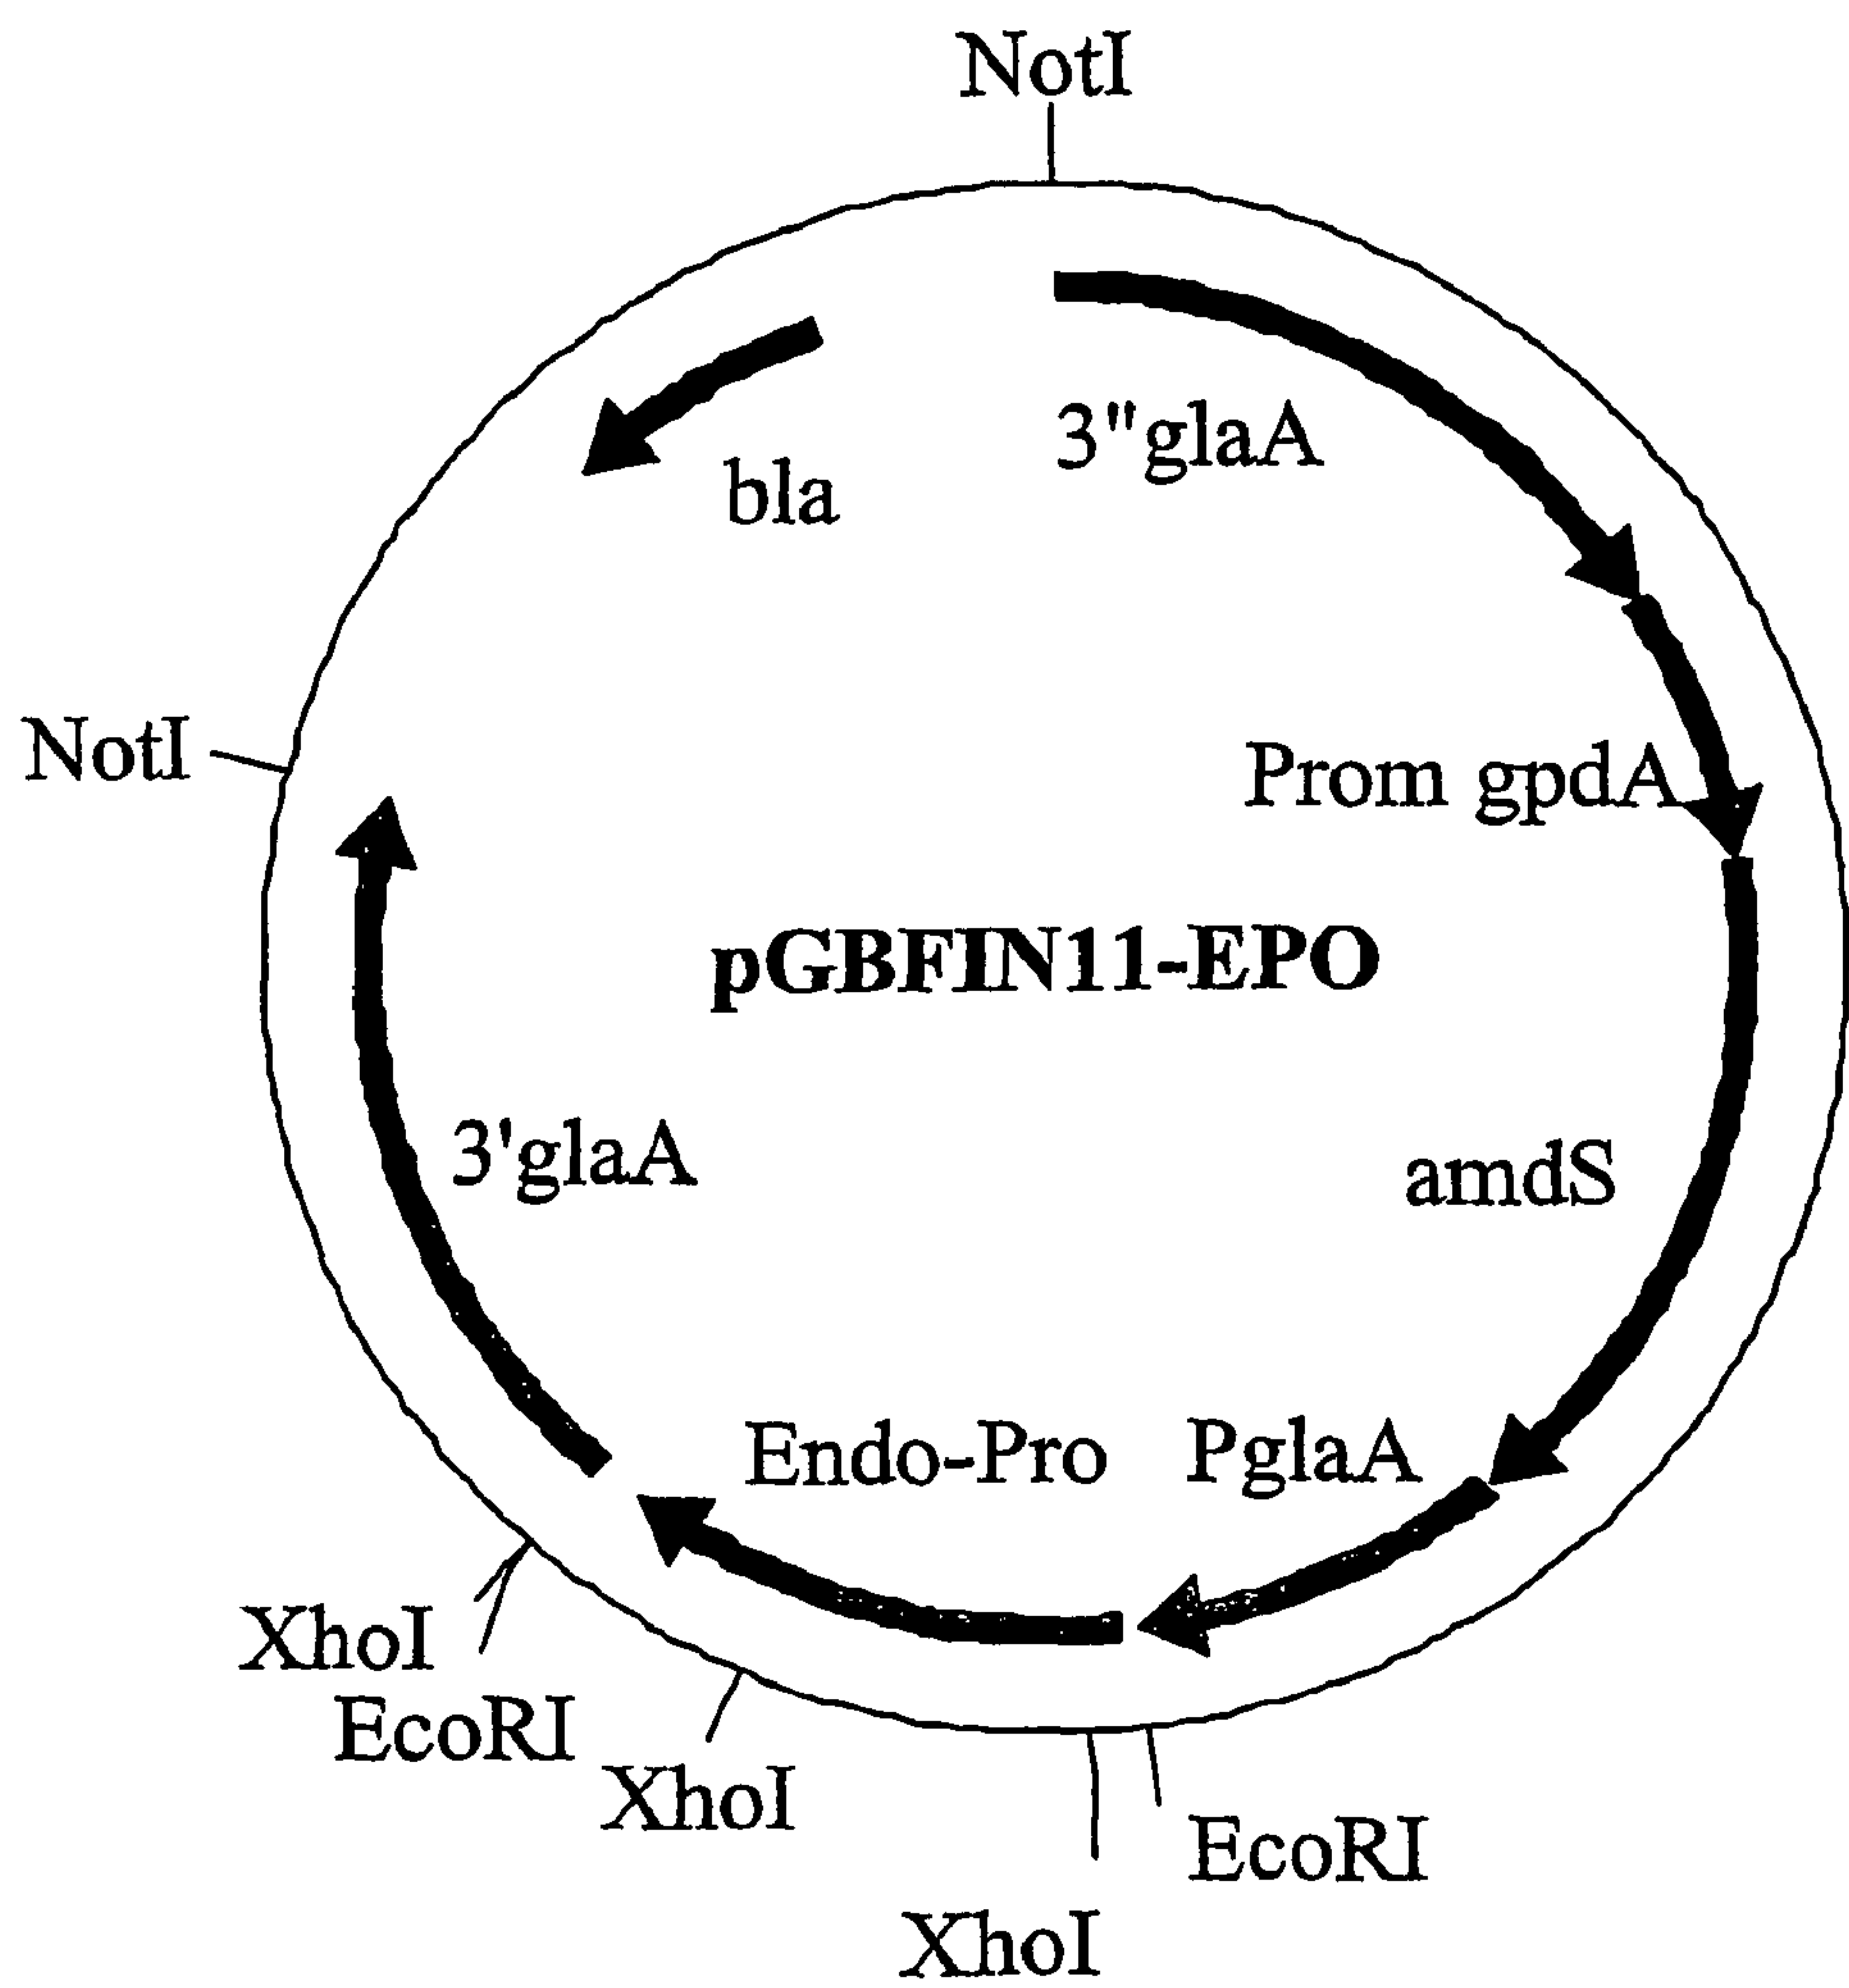 NotI
3"glaA
bla
NotI
Prom gpdA
pGBFIN11-EPO
3'glaA
amdS
Endo-Pro
PglaA
XhoI
EcoRI
XhoI
EcoRI
XhoI